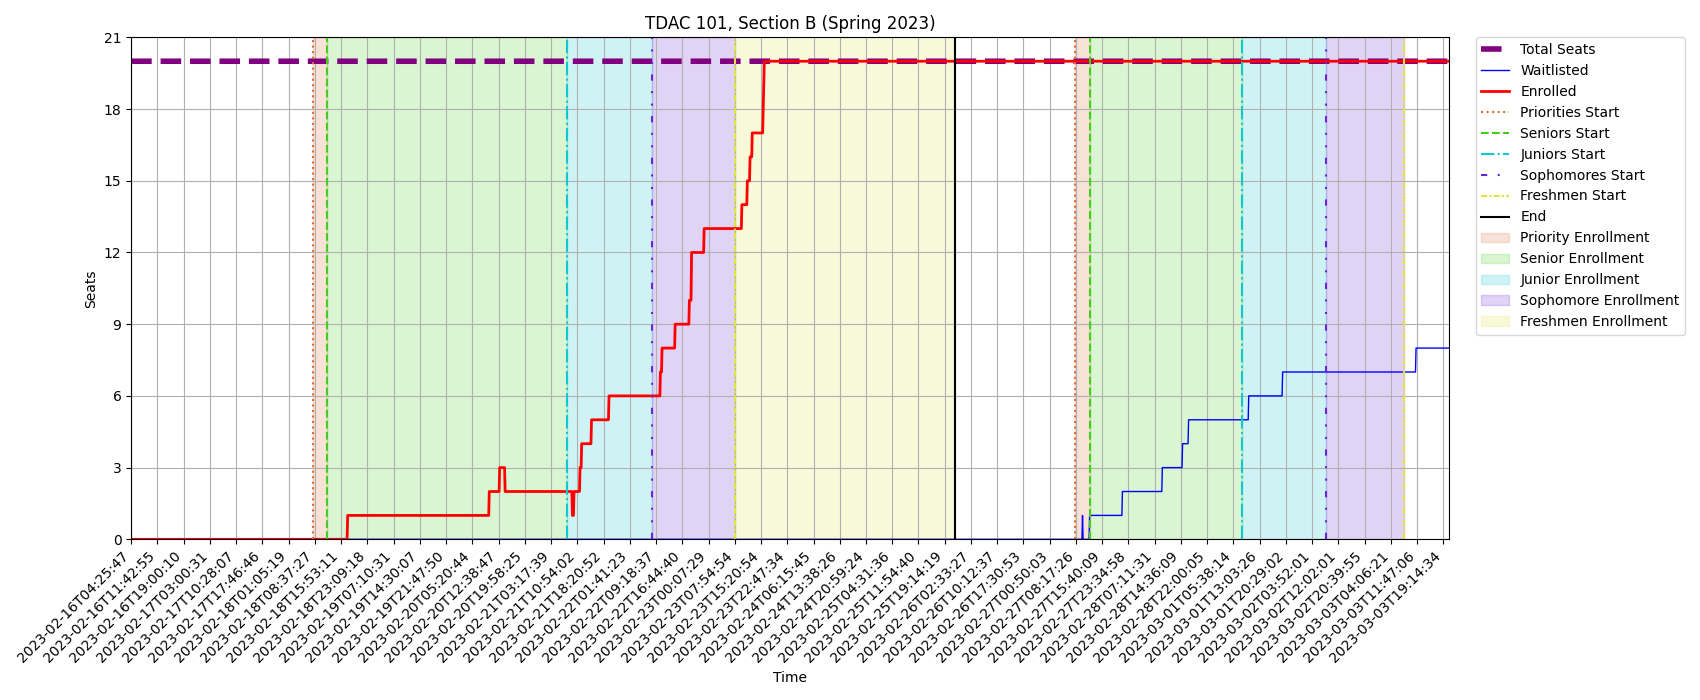 TDAC 101, Section B (Spring 2023)
21
18
15
12
9
6
3
0
Seats
2023-02-16T04:25:47
2023-02-16T11:42:55
2023-02-16T19:00:10
2023-02-17T03:00:31
2023-02-17T10:28:07
2023-02-17T17:46:46
2023-02-18T01:05:19
2023-02-18T08:37:27
2023-02-18T15:53:11
2023-02-18T23:09:18
2023-02-19T07:10:31
2023-02-19T14:30:07
2023-02-19T21:47:50
2023-02-20T05:20:44
2023-02-20T12:38:47
2023-02-20T19:58:25
2023-02-21T03:17:39
2023-02-21T10:54:02
2023-02-21T18:20:52
2023-02-22T01:41:23
2023-02-22T09:18:37
2023-02-22T16:44:40
2023-02-23T00:07:29
2023-02-23T07:54:54
2023-02-23T15:20:54
2023-02-23T22:47:34
2023-02-24T06:15:45
2023-02-24T13:38:26
2023-02-24T20:59:24
2023-02-25T04:31:36
2023-02-25T11:54:40
2023-02-25T19:14:19
2023-02-26T02:33:27
2023-02-26T10:12:37
2023-02-26T17:30:53
2023-02-27T00:50:03
2023-02-27T08:17:26
2023-02-27T15:40:09
2023-02-27T23:34:58
2023-02-28T07:11:31
2023-02-28T14:36:09
2023-02-28T22:00:05
2023-03-01T05:38:14
2023-03-01T13:03:26
2023-03-01T20:29:02
2023-03-02T03:52:01
2023-03-02T12:02:01
2023-03-02T20:39:55
2023-03-03T04:06:21
2023-03-03T11:47:06
2023-03-03T19:14:34
Time
Total Seats
Waitlisted
Enrolled
Priorities Start
Seniors Start
Juniors Start
Sophomores Start
Freshmen Start
End
Priority Enrollment
Senior Enrollment
Junior Enrollment
Sophomore Enrollment
Freshmen Enrollment